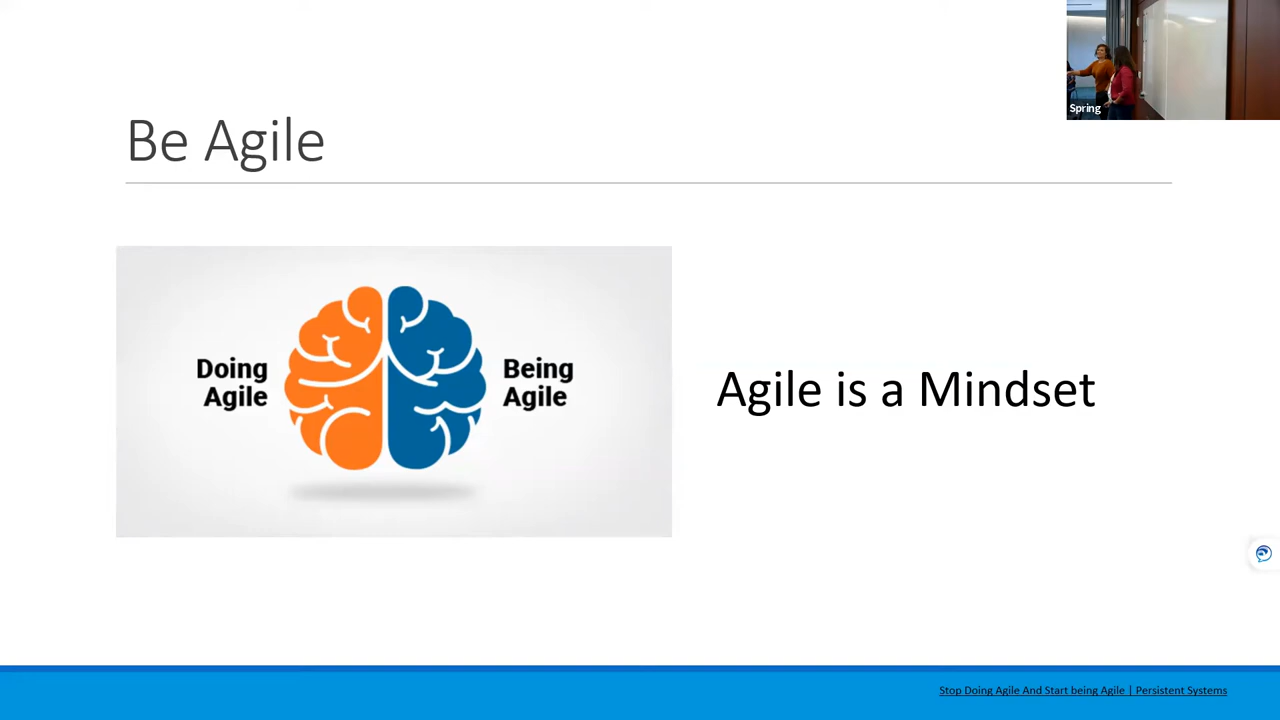 Spring
Be Agile
Doing
Agile
Being
Agile
Agile is a Mindset
Stop Doing Agile And Start being Agile | Persistent Systems